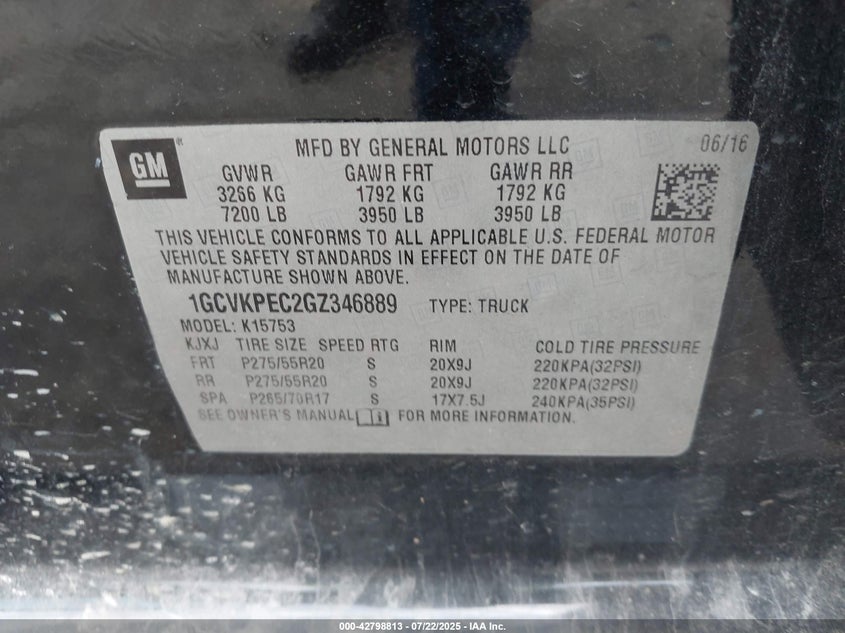 GM
MFD BY GENERAL MOTORS LLC 06/16
GVWR GAWR FRT GAWR RR
3266 KG 1792 KG 1792 KG
7200 LB 3950 LB 3950 LB
THIS VEHICLE CONFORMS TO ALL APPLICABLE U.S. FEDERAL MOTOR
VEHICLE SAFETY STANDARDS IN EFFECT ON THE DATE OF
MANUFACTURE SHOWN ABOVE.
1GCVKPEC2GZ346889 TYPE: TRUCK
MODEL: K15753
KJXJ TIRE SIZE SPEED RTG RIM COLD TIRE PRESSURE
FRT P275/55R20 S 20X9J 220KPA(32PSI)
RR P275/55R20 S 20X9J 220KPA(32PSI)
SPA P265/70R17 S 17X7.5J 240KPA(35PSI)
SEE OWNER'S MANUAL FOR MORE INFORMATION.
000-42798813 - 07/22/2025 - IAA Inc.